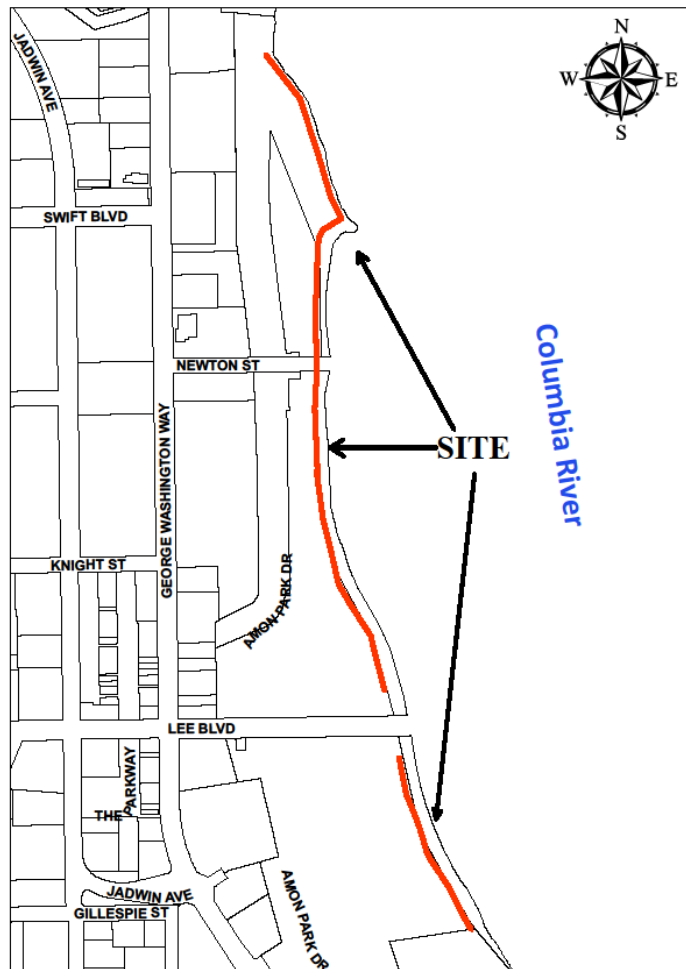 N
W
E
S
JADWIN AVE
SWIFT BLVD
NEWTON ST
GEORGE WASHINGTON WAY
Columbia River
SITE
KNIGHT ST
AMON PARK DR
LEE BLVD
THE PARKWAY
JADWIN AVE
GILLESPIE ST
AMON PARK DR